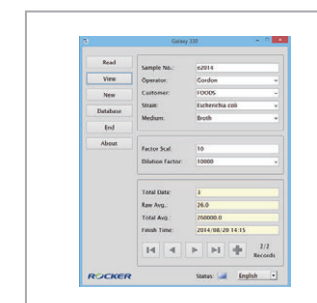 Galaxy 230
Read
View
New
Database
End
About
Sample No.: e2014
Operator: Gordon
Customer: FOODS
Strain: Escherichia coli
Medium: Broth
Factor Scal. 10
Dilution Factor: 10000
Total Date: 3
Raw Avg.: 26.0
Total Avg.: 260000.0
Finish Time: 2014/08/20 14:15
2/2
Records
ROCKER Status: English